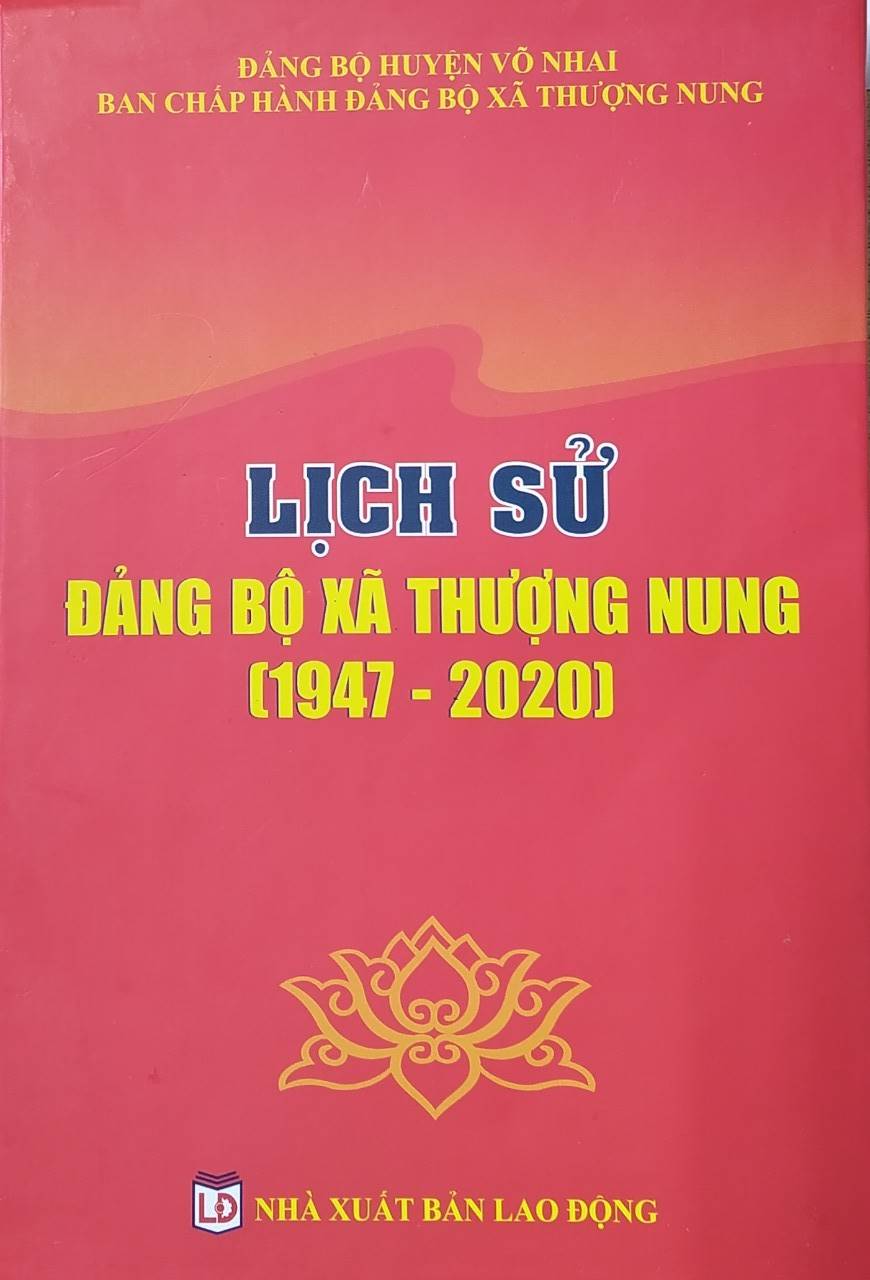 ĐẢNG BỘ HUYỆN VÕ NHAI
BAN CHẤP HÀNH ĐẢNG BỘ XÃ THƯỢNG NUNG
LỊCH SỬ
ĐẢNG BỘ XÃ THƯỢNG NUNG
(1947 - 2020)
LĐ NHÀ XUẤT BẢN LAO ĐỘNG